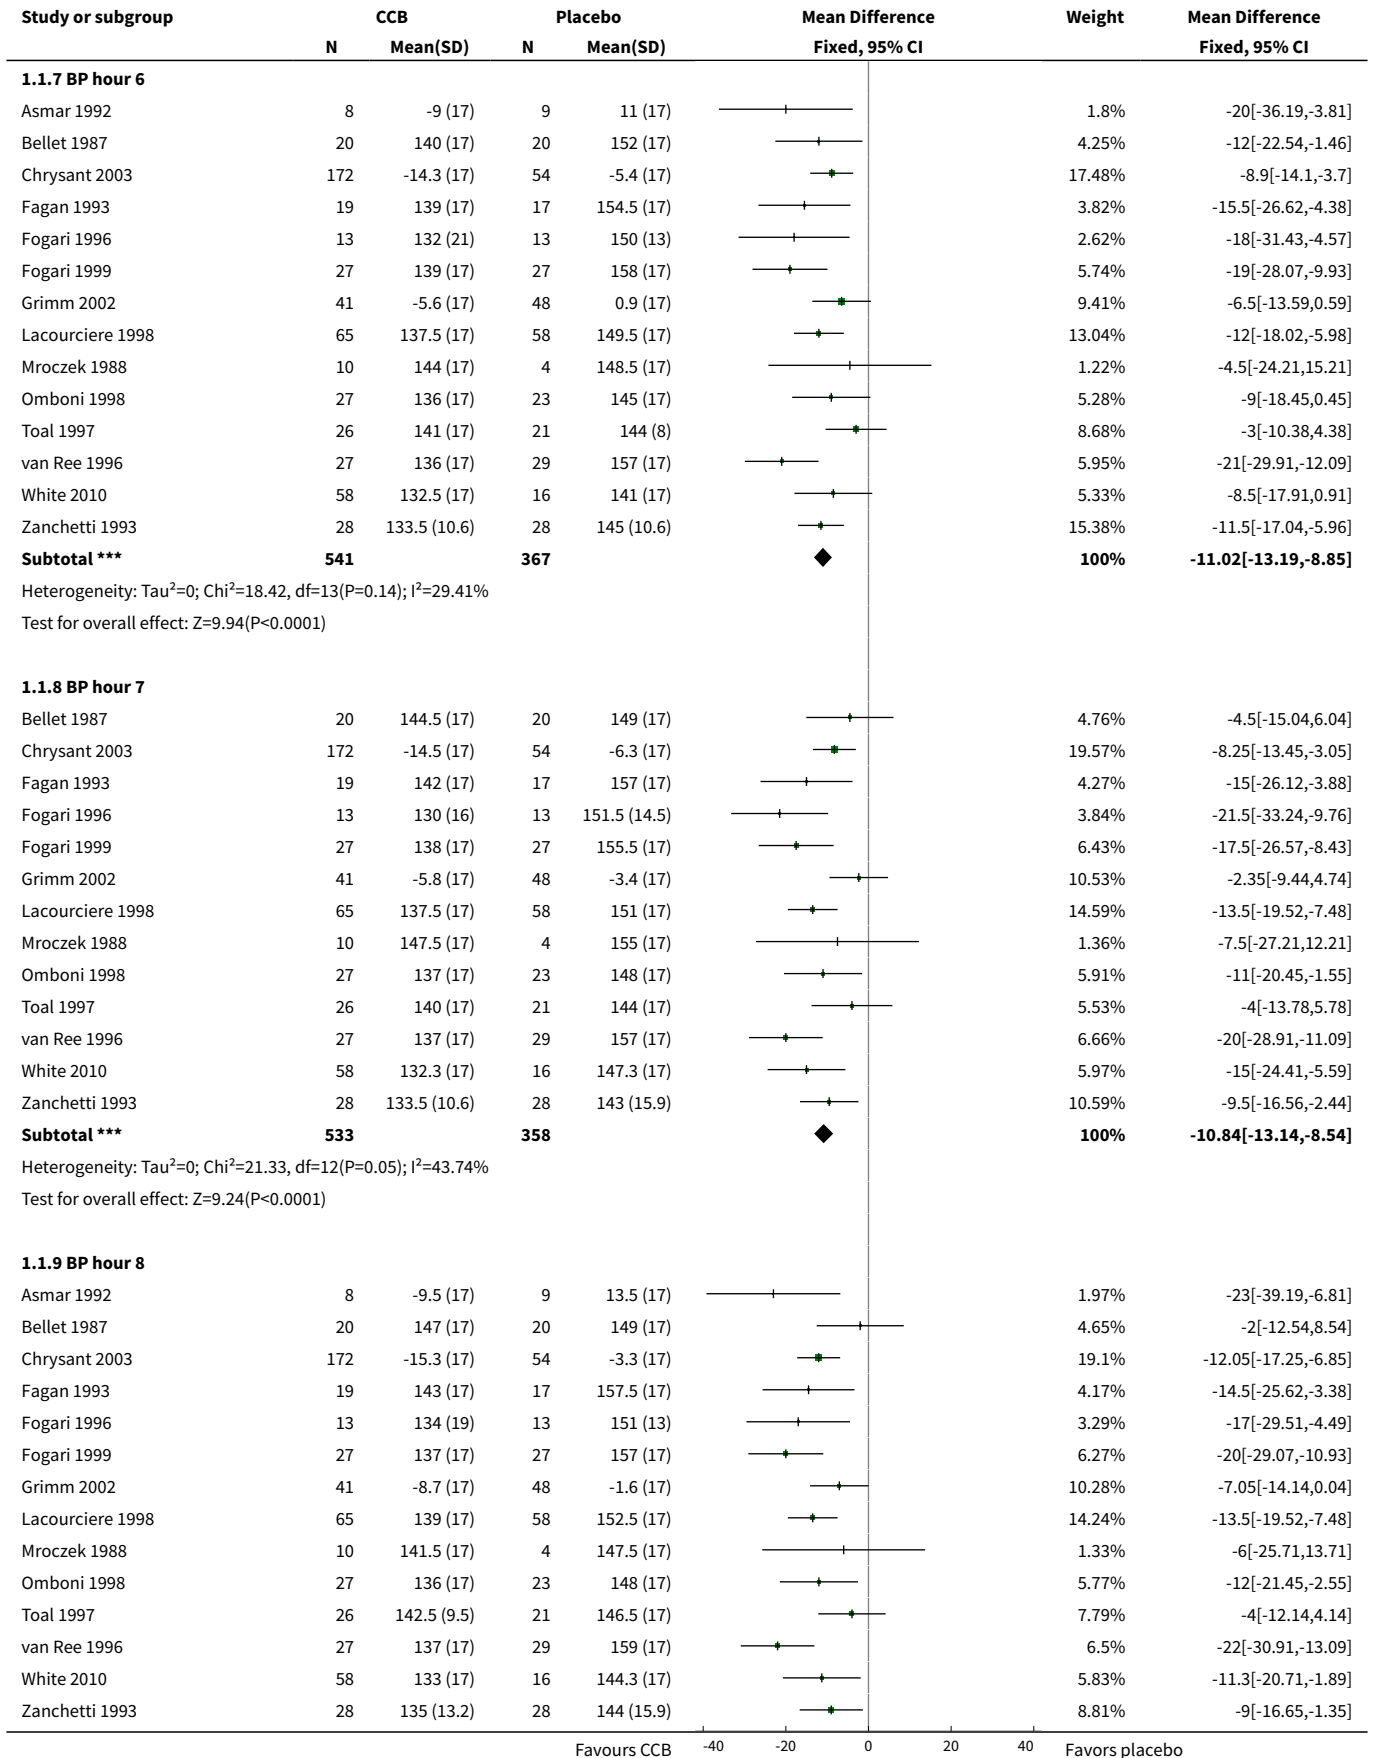 Study or subgroup CCB Placebo Mean Difference Weight Mean Difference
N Mean(SD) N Mean(SD) Fixed, 95% CI Fixed, 95% CI
1.1.7 BP hour 6
Asmar 1992 8 -9 (17) 9 11 (17) 1.8% -20[-36.19,-3.81]
Bellet 1987 20 140 (17) 20 152 (17) 4.25% -12[-22.54,-1.46]
Chrysant 2003 172 -14.3 (17) 54 -5.4 (17) 17.48% -8.9[-14.1,-3.7]
Fagan 1993 19 139 (17) 17 154.5 (17) 3.82% -15.5[-26.62,-4.38]
Fogari 1996 13 132 (21) 13 150 (13) 2.62% -18[-31.43,-4.57]
Fogari 1999 27 139 (17) 27 158 (17) 5.74% -19[-28.07,-9.93]
Grimm 2002 41 -5.6 (17) 48 0.9 (17) 9.41% -6.5[-13.59,0.59]
Lacourciere 1998 65 137.5 (17) 58 149.5 (17) 13.04% -12[-18.02,-5.98]
Mroczek 1988 10 144 (17) 4 148.5 (17) 1.22% -4.5[-24.21,15.21]
Omboni 1998 27 136 (17) 23 145 (17) 5.28% -9[-18.45,0.45]
Toal 1997 26 141 (17) 21 144 (8) 8.68% -3[-10.38,4.38]
van Ree 1996 27 136 (17) 29 157 (17) 5.95% -21[-29.91,-12.09]
White 2010 58 132.5 (17) 16 141 (17) 5.33% -8.5[-17.91,0.91]
Zanchetti 1993 28 133.5 (10.6) 28 145 (10.6) 15.38% -11.5[-17.04,-5.96]
Subtotal *** 541 367 100% -11.02[-13.19,-8.85]
Heterogeneity: Tau²=0; Chi²=18.42, df=13(P=0.14); I²=29.41%
Test for overall effect: Z=9.94(P<0.0001)
1.1.8 BP hour 7
Bellet 1987 20 144.5 (17) 20 149 (17) 4.76% -4.5[-15.04,6.04]
Chrysant 2003 172 -14.5 (17) 54 -6.3 (17) 19.57% -8.25[-13.45,-3.05]
Fagan 1993 19 142 (17) 17 157 (17) 4.27% -15[-26.12,-3.88]
Fogari 1996 13 130 (16) 13 151.5 (14.5) 3.84% -21.5[-33.24,-9.76]
Fogari 1999 27 138 (17) 27 155.5 (17) 6.43% -17.5[-26.57,-8.43]
Grimm 2002 41 -5.8 (17) 48 -3.4 (17) 10.53% -2.35[-9.44,4.74]
Lacourciere 1998 65 137.5 (17) 58 151 (17) 14.59% -13.5[-19.52,-7.48]
Mroczek 1988 10 147.5 (17) 4 155 (17) 1.36% -7.5[-27.21,12.21]
Omboni 1998 27 137 (17) 23 148 (17) 5.91% -11[-20.45,-1.55]
Toal 1997 26 140 (17) 21 144 (17) 5.53% -4[-13.78,5.78]
van Ree 1996 27 137 (17) 29 157 (17) 6.66% -20[-28.91,-11.09]
White 2010 58 132.3 (17) 16 147.3 (17) 5.97% -15[-24.41,-5.59]
Zanchetti 1993 28 133.5 (10.6) 28 143 (15.9) 10.59% -9.5[-16.56,-2.44]
Subtotal *** 533 358 100% -10.84[-13.14,-8.54]
Heterogeneity: Tau²=0; Chi²=21.33, df=12(P=0.05); I²=43.74%
Test for overall effect: Z=9.24(P<0.0001)
1.1.9 BP hour 8
Asmar 1992 8 -9.5 (17) 9 13.5 (17) 1.97% -23[-39.19,-6.81]
Bellet 1987 20 147 (17) 20 149 (17) 4.65% -2[-12.54,8.54]
Chrysant 2003 172 -15.3 (17) 54 -3.3 (17) 19.1% -12.05[-17.25,-6.85]
Fagan 1993 19 143 (17) 17 157.5 (17) 4.17% -14.5[-25.62,-3.38]
Fogari 1996 13 134 (19) 13 151 (13) 3.29% -17[-29.51,-4.49]
Fogari 1999 27 137 (17) 27 157 (17) 6.27% -20[-29.07,-10.93]
Grimm 2002 41 -8.7 (17) 48 -1.6 (17) 10.28% -7.05[-14.14,0.04]
Lacourciere 1998 65 139 (17) 58 152.5 (17) 14.24% -13.5[-19.52,-7.48]
Mroczek 1988 10 141.5 (17) 4 147.5 (17) 1.33% -6[-25.71,13.71]
Omboni 1998 27 136 (17) 23 148 (17) 5.77% -12[-21.45,-2.55]
Toal 1997 26 142.5 (9.5) 21 146.5 (17) 7.79% -4[-12.14,4.14]
van Ree 1996 27 137 (17) 29 159 (17) 6.5% -22[-30.91,-13.09]
White 2010 58 133 (17) 16 144.3 (17) 5.83% -11.3[-20.71,-1.89]
Zanchetti 1993 28 135 (13.2) 28 144 (15.9) 8.81% -9[-16.65,-1.35]
Favours CCB -40 -20 0 20 40 Favors placebo